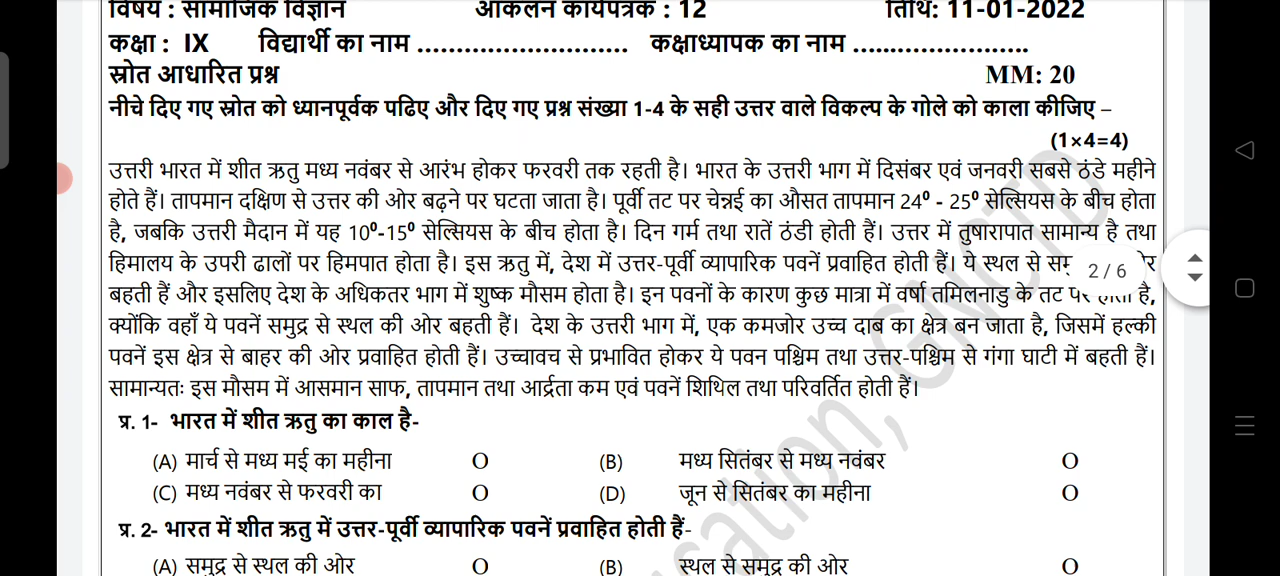 विषय : सामाजिक विज्ञान आकलन कार्यपत्रक : 12 तिथि: 11-01-2022
कक्षा : IX विद्यार्थी का नाम ............................ कक्षाध्यापक का नाम .......................
स्रोत आधारित प्रश्न MM: 20
नीचे दिए गए स्रोत को ध्यानपूर्वक पढिए और दिए गए प्रश्न संख्या 1-4 के सही उत्तर वाले विकल्प के गोले को काला कीजिए –
(1×4=4)
उत्तरी भारत में शीत ऋतु मध्य नवंबर से आरंभ होकर फरवरी तक रहती है। भारत के उत्तरी भाग में दिसंबर एवं जनवरी सबसे ठंडे महीने
होते हैं। तापमान दक्षिण से उत्तर की ओर बढ़ने पर घटता जाता है। पूर्वी तट पर चेन्नई का औसत तापमान 24⁰ - 25⁰ सेल्सियस के बीच होता
है, जबकि उत्तरी मैदान में यह 10⁰-15⁰ सेल्सियस के बीच होता है। दिन गर्म तथा रातें ठंडी होती हैं। उत्तर में तुषारापात सामान्य है तथा
हिमालय के उपरी ढालों पर हिमपात होता है। इस ऋतु में, देश में उत्तर-पूर्वी व्यापारिक पवनें प्रवाहित होती हैं। ये स्थल से
2/6
बहती हैं और इसलिए देश के अधिकतर भाग में शुष्क मौसम होता है। इन पवनों के कारण कुछ मात्रा में वर्षा तमिलनाडु के तट पर होती है,
क्योंकि वहाँ ये पवनें समुद्र से स्थल की ओर बहती हैं। देश के उत्तरी भाग में, एक कमजोर उच्च दाब का क्षेत्र बन जाता है, जिसमें हल्की
पवनें इस क्षेत्र से बाहर की ओर प्रवाहित होती हैं। उच्चावच से प्रभावित होकर ये पवन पश्चिम तथा उत्तर-पश्चिम से गंगा घाटी में बहती हैं।
सामान्यतः इस मौसम में आसमान साफ, तापमान तथा आर्द्रता कम एवं पवनें शिथिल तथा परिवर्तित होती हैं।
प्र. 1- भारत में शीत ऋतु का काल है-
(A) मार्च से मध्य मई का महीना O (B) मध्य सितंबर से मध्य नवंबर O
(C) मध्य नवंबर से फरवरी का O (D) जून से सितंबर का महीना O
प्र. 2- भारत में शीत ऋतु में उत्तर-पूर्वी व्यापारिक पवनें प्रवाहित होती हैं-
(A) समुद्र से स्थल की ओर O (B) स्थल से समुद्र की ओर O
GNCTD